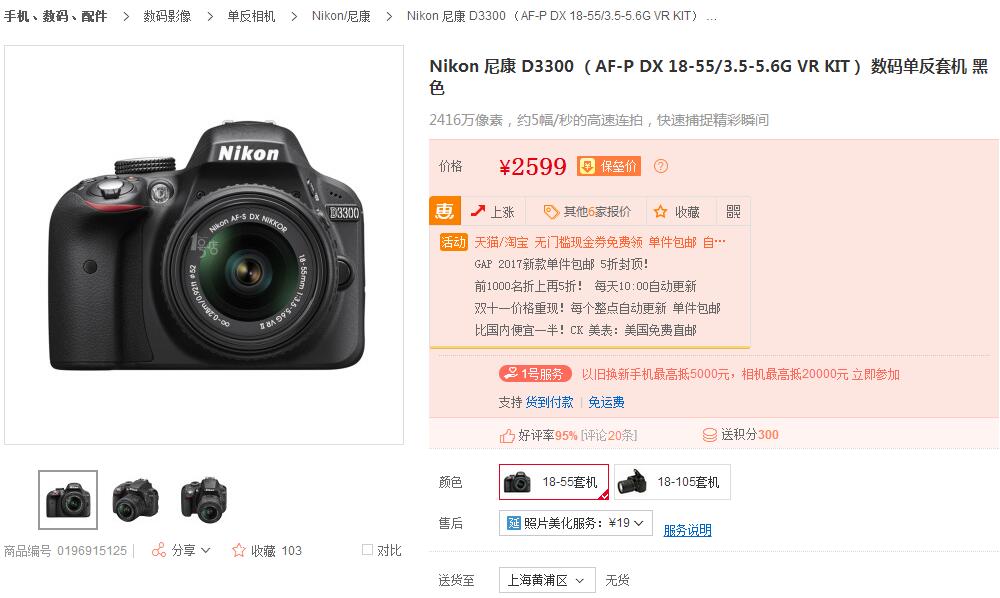 手机、数码、配件 > 数码影像 > 单反相机 > Nikon/尼康 > Nikon 尼康 D3300（AF-P DX 18-55/3.5-5.6G VR KIT）...
Nikon 尼康 D3300（AF-P DX 18-55/3.5-5.6G VR KIT）数码单反套机 黑
色
2416万像素，约5幅/秒的高速连拍，快速捕捉精彩瞬间
价格 ¥2599 保垒价 ?
惠 上涨 其他6家报价 收藏
活动 天猫/淘宝 无门槛现金券免费领 单件包邮 自···
GAP 2017新款单件包邮 5折封顶！
前1000名折上再5折！ 每天10:00自动更新
双十一价格重现！每个整点自动更新 单件包邮
比国内便宜一半！CK 美表：美国免费直邮
1号服务 以旧换新手机最高抵5000元，相机最高抵20000元 立即参加
支持 货到付款 | 免运费
好评率95% [评论20条] 送积分300
颜色 18-55套机 18-105套机
售后 延 照片美化服务：¥19 服务说明
送货至 上海黄浦区 无货
Nikon
D3300
Nikon AF-S DX NIKKOR
18-55mm 1:3.5-5.6G VR II
∞-0.28m/0.92ft ø52
1号店
商品编号 0196915125 | 分享 收藏 103 对比